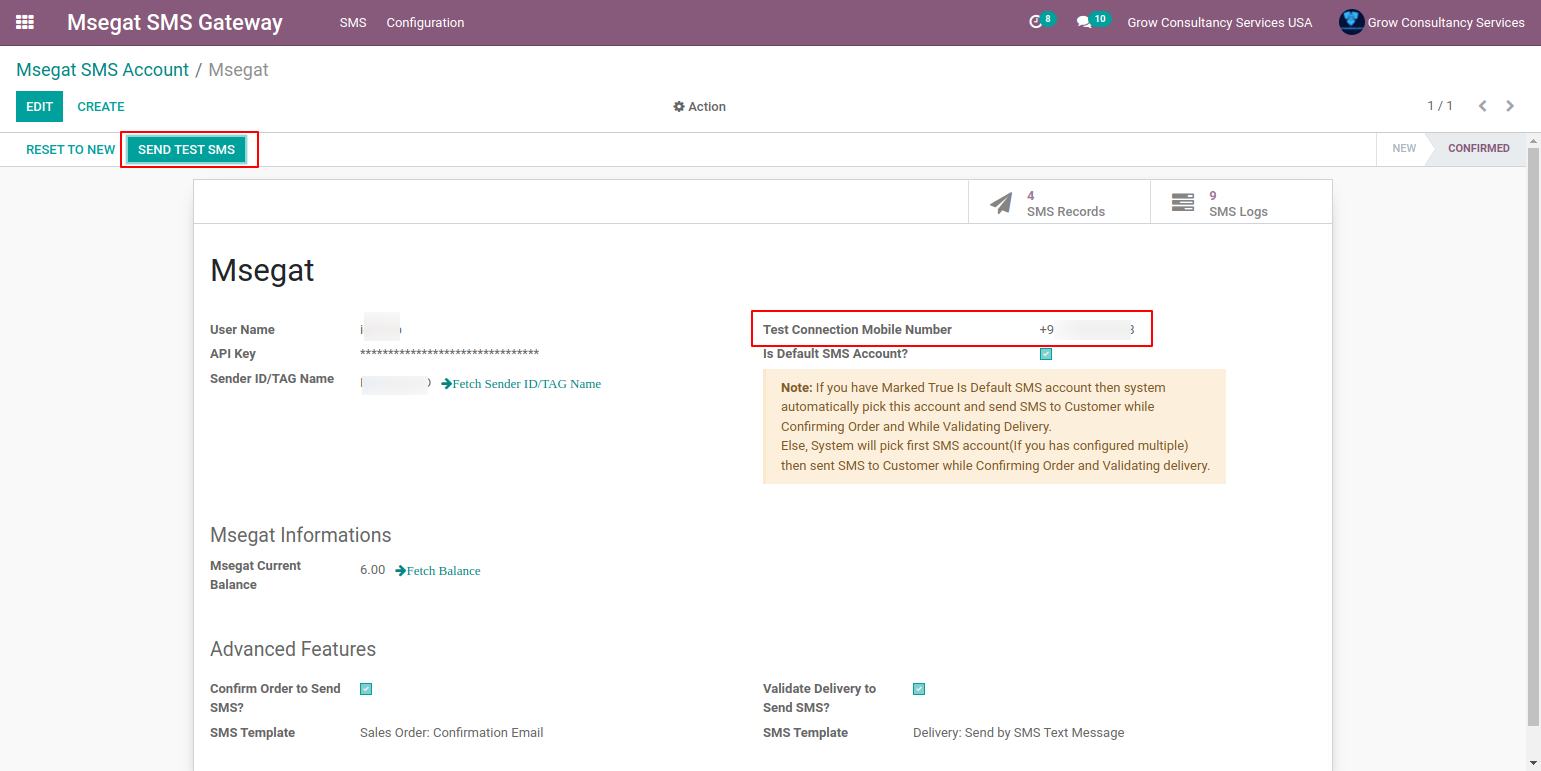 Msegat SMS Gateway SMS Configuration 8 10 Grow Consultancy Services USA Grow Consultancy Services
Msegat SMS Account / Msegat
EDIT CREATE Action 1 / 1
RESET TO NEW SEND TEST SMS NEW CONFIRMED
4 9
SMS Records SMS Logs
Msegat
User Name Test Connection Mobile Number +9
API Key ******************************** Is Default SMS Account?
Sender ID/TAG Name Fetch Sender ID/TAG Name
Note: If you have Marked True Is Default SMS account then system
automatically pick this account and send SMS to Customer while
Confirming Order and While Validating Delivery.
Else, System will pick first SMS account(If you has configured multiple)
then sent SMS to Customer while Confirming Order and Validating delivery.
Msegat Informations
Msegat Current
Balance 6.00 Fetch Balance
Advanced Features
Confirm Order to Send Validate Delivery to
SMS? Send SMS?
SMS Template Sales Order: Confirmation Email SMS Template Delivery: Send by SMS Text Message